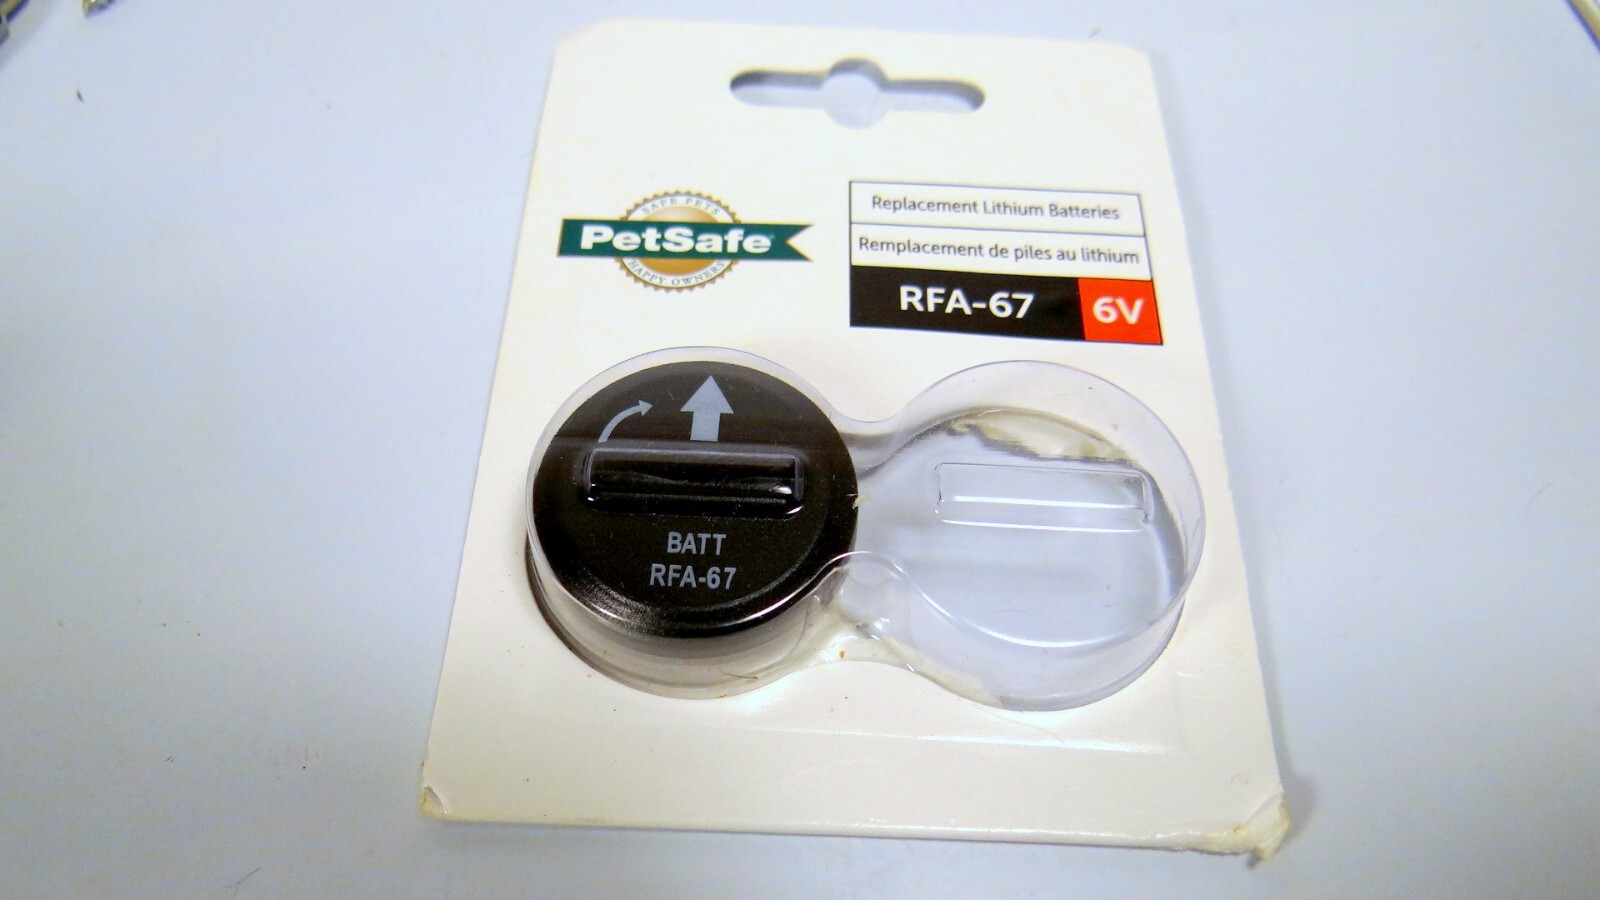 SAFE PETS
PetSafe
HAPPY OWNERS
Replacement Lithium Batteries
Remplacement de piles au lithium
RFA-67 6V
BATT
RFA-67